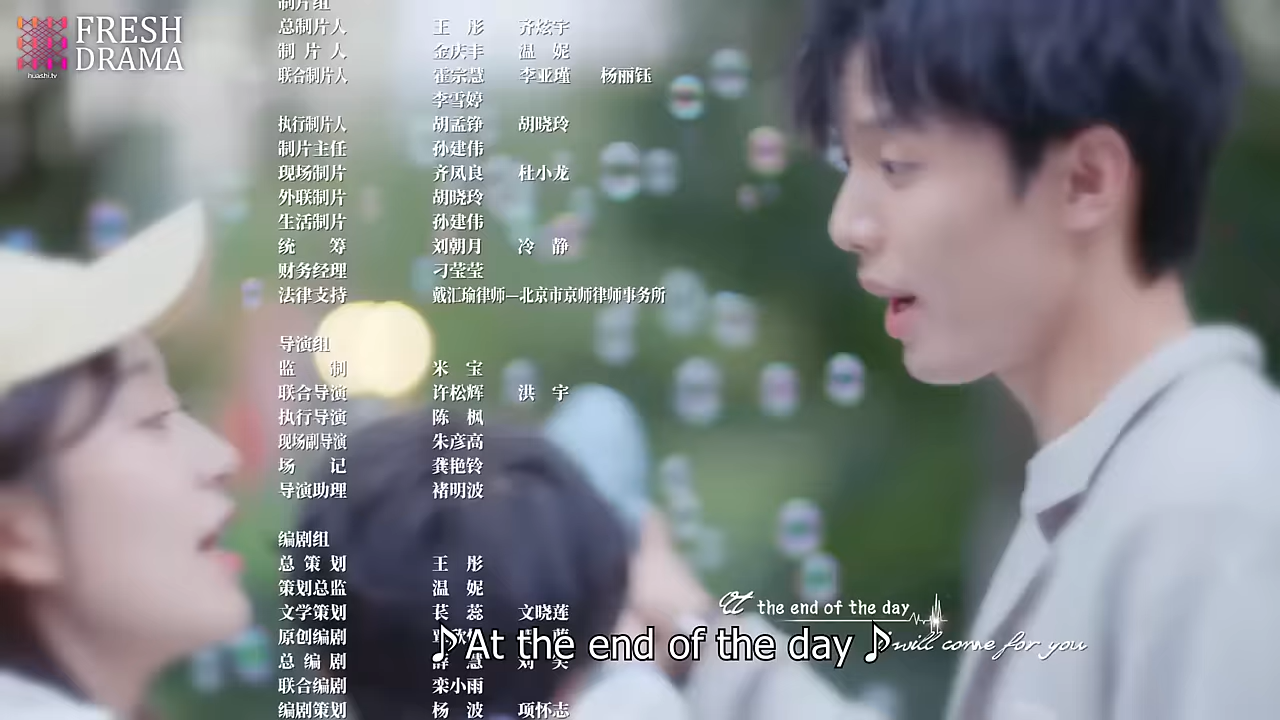 FRESH
DRAMA
huashi.tv
制片组
总制片人 王彤 齐炫宇
制片人 金庆丰 温妮
联合制片人 霍宗慧 李亚瑾 杨丽钰
李雪婷
执行制片人 胡孟铮 胡晓玲
制片主任 孙建伟
现场制片 齐凤良 杜小龙
外联制片 胡晓玲
生活制片 孙建伟
统筹 刘朝月 冷静
财务经理 刁莹莹
法律支持 戴汇瑜律师—北京市京师律师事务所
导演组
监制 米宝
联合导演 许松辉 洪宇
执行导演 陈枫
现场副导演 朱彦高
场记 龚艳铃
导演助理 褚明波
编剧组
总策划 王彤
策划总监 温妮
文学策划 苌蕊 文晓莲
原创编剧
总编剧 慧
联合编剧 栾小雨
编剧策划 杨波 项怀志
At the end of the day
will come for you
♪ At the end of the day ♪